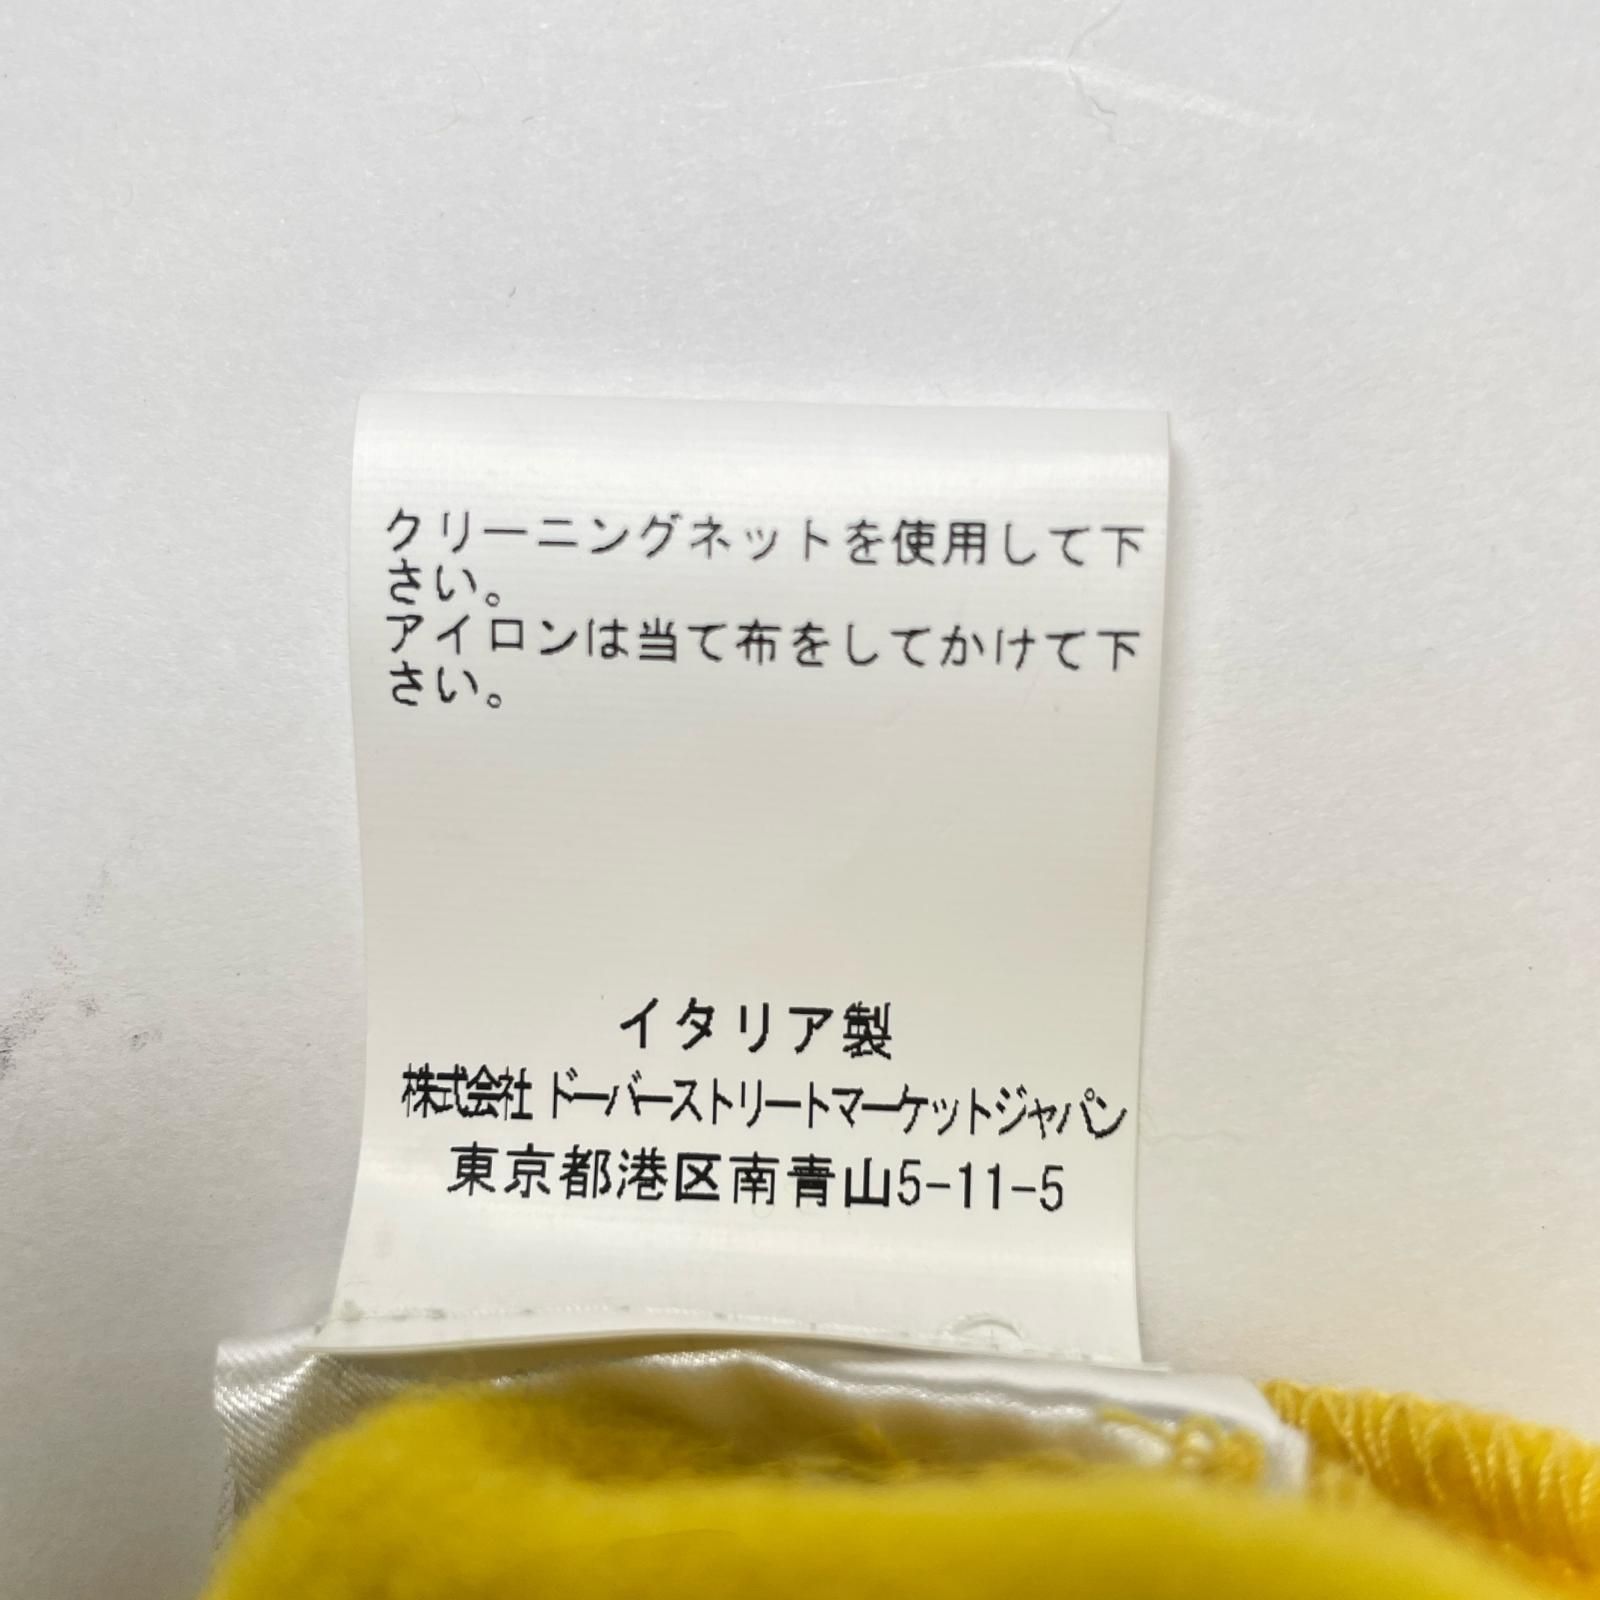 クリーニングネットを使用して下
さい。
アイロンは当て布をしてかけて下
さい。
イタリア製
株式会社 ドーバーストリートマーケットジャパン
東京都港区南青山5-11-5